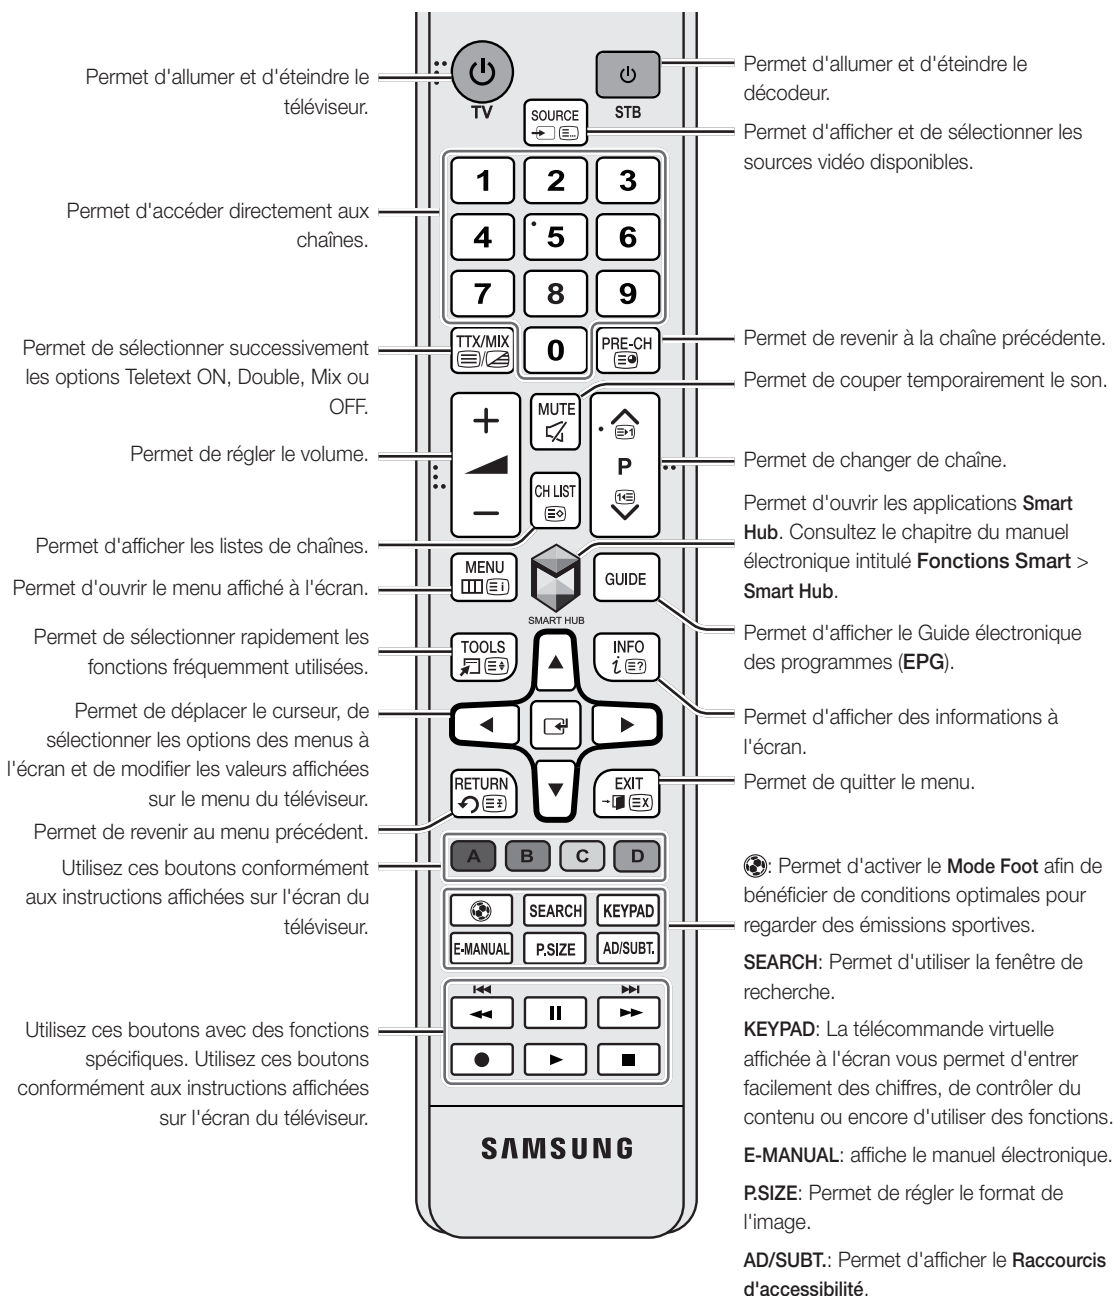 Permet d'allumer et d'éteindre le
téléviseur.
Permet d'accéder directement aux
chaînes.
Permet de sélectionner successivement
les options Teletext ON, Double, Mix ou
OFF.
Permet de régler le volume.
Permet d'afficher les listes de chaînes.
Permet d'ouvrir le menu affiché à l'écran.
Permet de sélectionner rapidement les
fonctions fréquemment utilisées.
Permet de déplacer le curseur, de
sélectionner les options des menus à
l'écran et de modifier les valeurs affichées
sur le menu du téléviseur.
Permet de revenir au menu précédent.
Utilisez ces boutons conformément
aux instructions affichées sur l'écran du
téléviseur.
Utilisez ces boutons avec des fonctions
spécifiques. Utilisez ces boutons
conformément aux instructions affichées
sur l'écran du téléviseur.
TV
STB
SOURCE
1 2 3
4 5 6
7 8 9
TTX/MIX 0 PRE-CH
MUTE
P
CH LIST
MENU
GUIDE
SMART HUB
TOOLS
INFO
RETURN
EXIT
A B C D
SEARCH KEYPAD
E-MANUAL P.SIZE AD/SUBT.
SAMSUNG
Permet d'allumer et d'éteindre le
décodeur.
Permet d'afficher et de sélectionner les
sources vidéo disponibles.
Permet de revenir à la chaîne précédente.
Permet de couper temporairement le son.
Permet de changer de chaîne.
Permet d'ouvrir les applications Smart
Hub. Consultez le chapitre du manuel
électronique intitulé Fonctions Smart >
Smart Hub.
Permet d'afficher le Guide électronique
des programmes (EPG).
Permet d'afficher des informations à
l'écran.
Permet de quitter le menu.
: Permet d'activer le Mode Foot afin de
bénéficier de conditions optimales pour
regarder des émissions sportives.
SEARCH: Permet d'utiliser la fenêtre de
recherche.
KEYPAD: La télécommande virtuelle
affichée à l'écran vous permet d'entrer
facilement des chiffres, de contrôler du
contenu ou encore d'utiliser des fonctions.
E-MANUAL: affiche le manuel électronique.
P.SIZE: Permet de régler le format de
l'image.
AD/SUBT.: Permet d'afficher le Raccourcis
d'accessibilité.